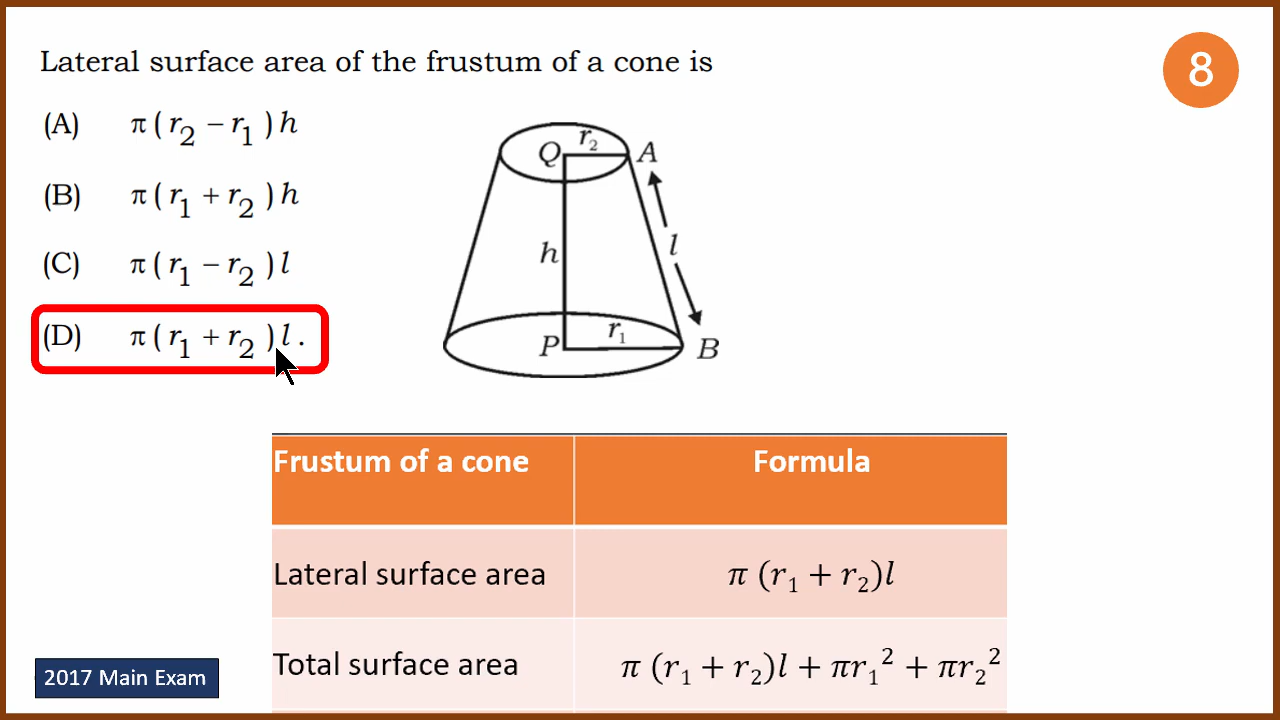 Lateral surface area of the frustum of a cone is
8
(A) π ( r₂ − r₁ ) h
(B) π ( r₁ + r₂ ) h
(C) π ( r₁ − r₂ ) l
(D) π ( r₁ + r₂ ) l .
r₂
Q A
h l
r₁
P B
Frustum of a cone Formula
Lateral surface area 𝜋 (𝑟₁ + 𝑟₂)𝑙
Total surface area 𝜋 (𝑟₁ + 𝑟₂)𝑙 + 𝜋𝑟₁² + 𝜋𝑟₂²
2017 Main Exam